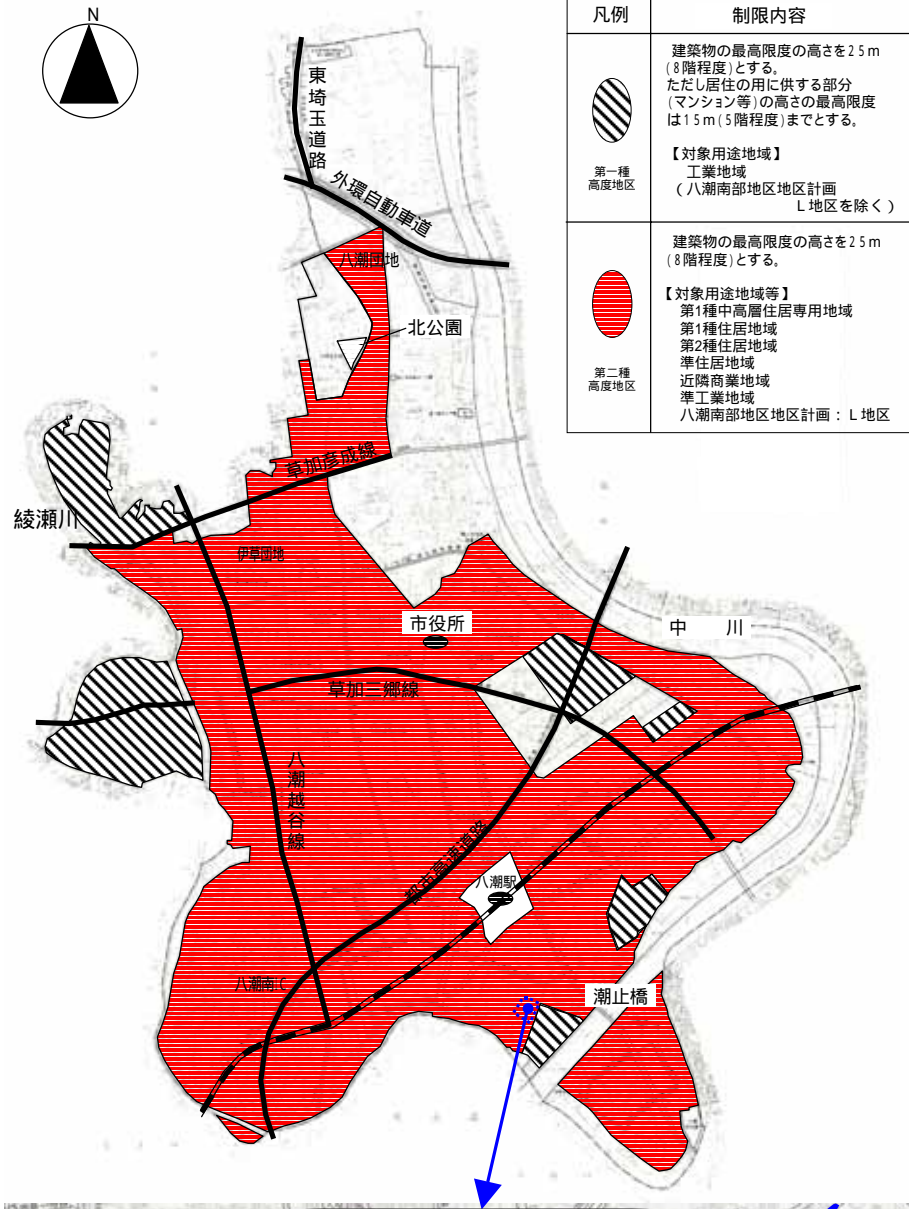 N
凡例
制限内容
建築物の最高限度の高さを25m
(8階程度)とする。
ただし居住の用に供する部分
(マンション等)の高さの最高限度
は15m(5階程度)までとする。
【対象用途地域】
工業地域
(八潮南部地区地区計画
L地区を除く)
第一種
高度地区
建築物の最高限度の高さを25m
(8階程度)とする。
【対象用途地域等】
第1種中高層住居専用地域
第1種住居地域
第2種住居地域
準住居地域
近隣商業地域
準工業地域
八潮南部地区地区計画:L地区
第二種
高度地区
東埼玉道路
外環自動車道
八潮団地
北公園
草加彦成線
綾瀬川
伊草団地
市役所
中 川
草加三郷線
八潮越谷線
都市高速道路
八潮駅
八潮南IC
潮止橋